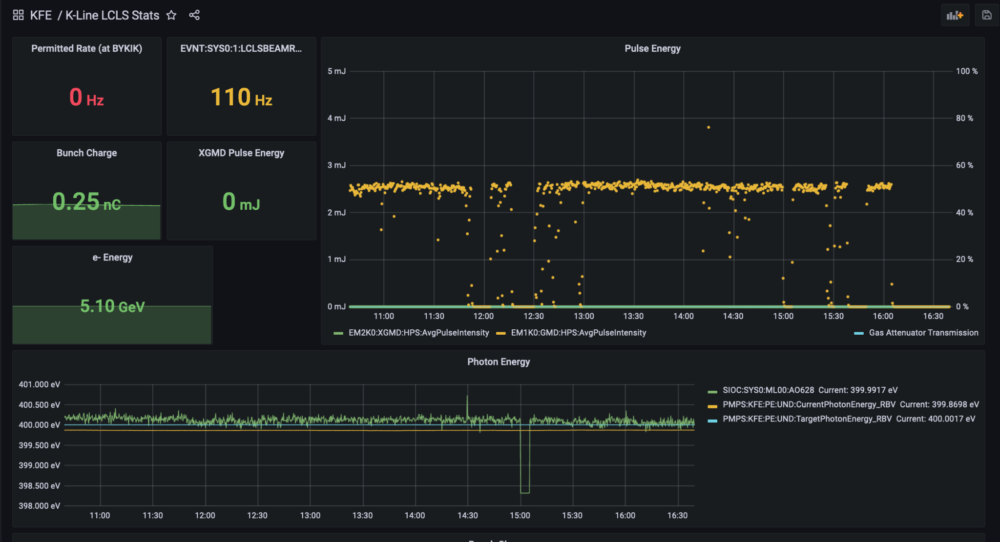 KFE / K-Line LCLS Stats
Permitted Rate (at BYKIK)
0 Hz
EVNT:SYS0:1:LCLSBEAMR...
110 Hz
Bunch Charge
0.25 nC
XGMD Pulse Energy
0 mJ
e- Energy
5.10 GeV
Pulse Energy
5 mJ
4 mJ
3 mJ
2 mJ
1 mJ
0 mJ
100 %
80 %
60 %
40 %
20 %
0 %
11:00 11:30 12:00 12:30 13:00 13:30 14:00 14:30 15:00 15:30 16:00 16:30
EM2K0:XGMD:HPS:AvgPulseIntensity EM1K0:GMD:HPS:AvgPulseIntensity Gas Attenuator Transmission
Photon Energy
401.000 eV
400.500 eV
400.000 eV
399.500 eV
399.000 eV
398.500 eV
398.000 eV
11:00 11:30 12:00 12:30 13:00 13:30 14:00 14:30 15:00 15:30 16:00 16:30
SIOC:SYS0:ML00:AO628 Current: 399.9917 eV
PMPS:KFE:PE:UND:CurrentPhotonEnergy_RBV Current: 399.8698 eV
PMPS:KFE:PE:UND:TargetPhotonEnergy_RBV Current: 400.0017 eV